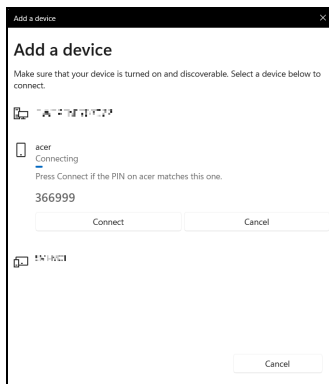 Add a device
Add a device
Make sure that your device is turned on and discoverable. Select a device below to
connect.
acer
Connecting
Press Connect if the PIN on acer matches this one.
366999
Connect Cancel
Cancel